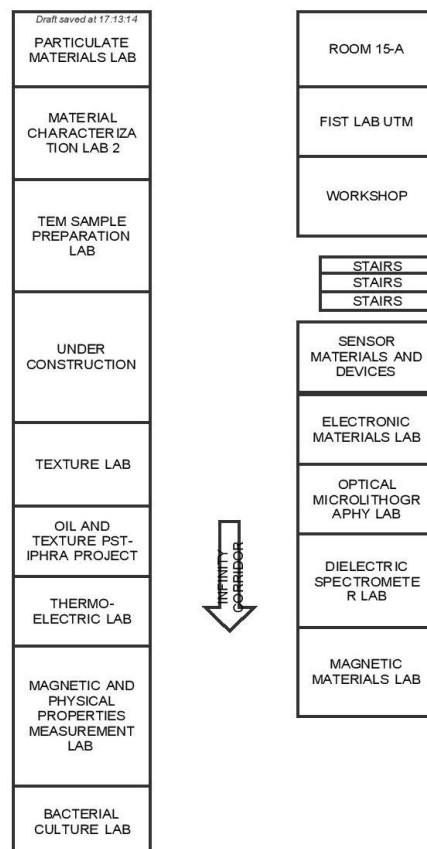 Draft saved at 17:13:14
PARTICULATE
MATERIALS LAB
MATERIAL
CHARACTERIZA
TION LAB 2
TEM SAMPLE
PREPARATION
LAB
UNDER
CONSTRUCTION
TEXTURE LAB
OIL AND
TEXTURE PST-
IPHRA PROJECT
THERMO-
ELECTRIC LAB
MAGNETIC AND
PHYSICAL
PROPERTIES
MEASUREMENT
LAB
BACTERIAL
CULTURE LAB
INFINITY
CORRIDOR
ROOM 15-A
FIST LAB UTM
WORKSHOP
STAIRS
STAIRS
STAIRS
SENSOR
MATERIALS AND
DEVICES
ELECTRONIC
MATERIALS LAB
OPTICAL
MICROLITHOGR
APHY LAB
DIELECTRIC
SPECTROMETE
R LAB
MAGNETIC
MATERIALS LAB